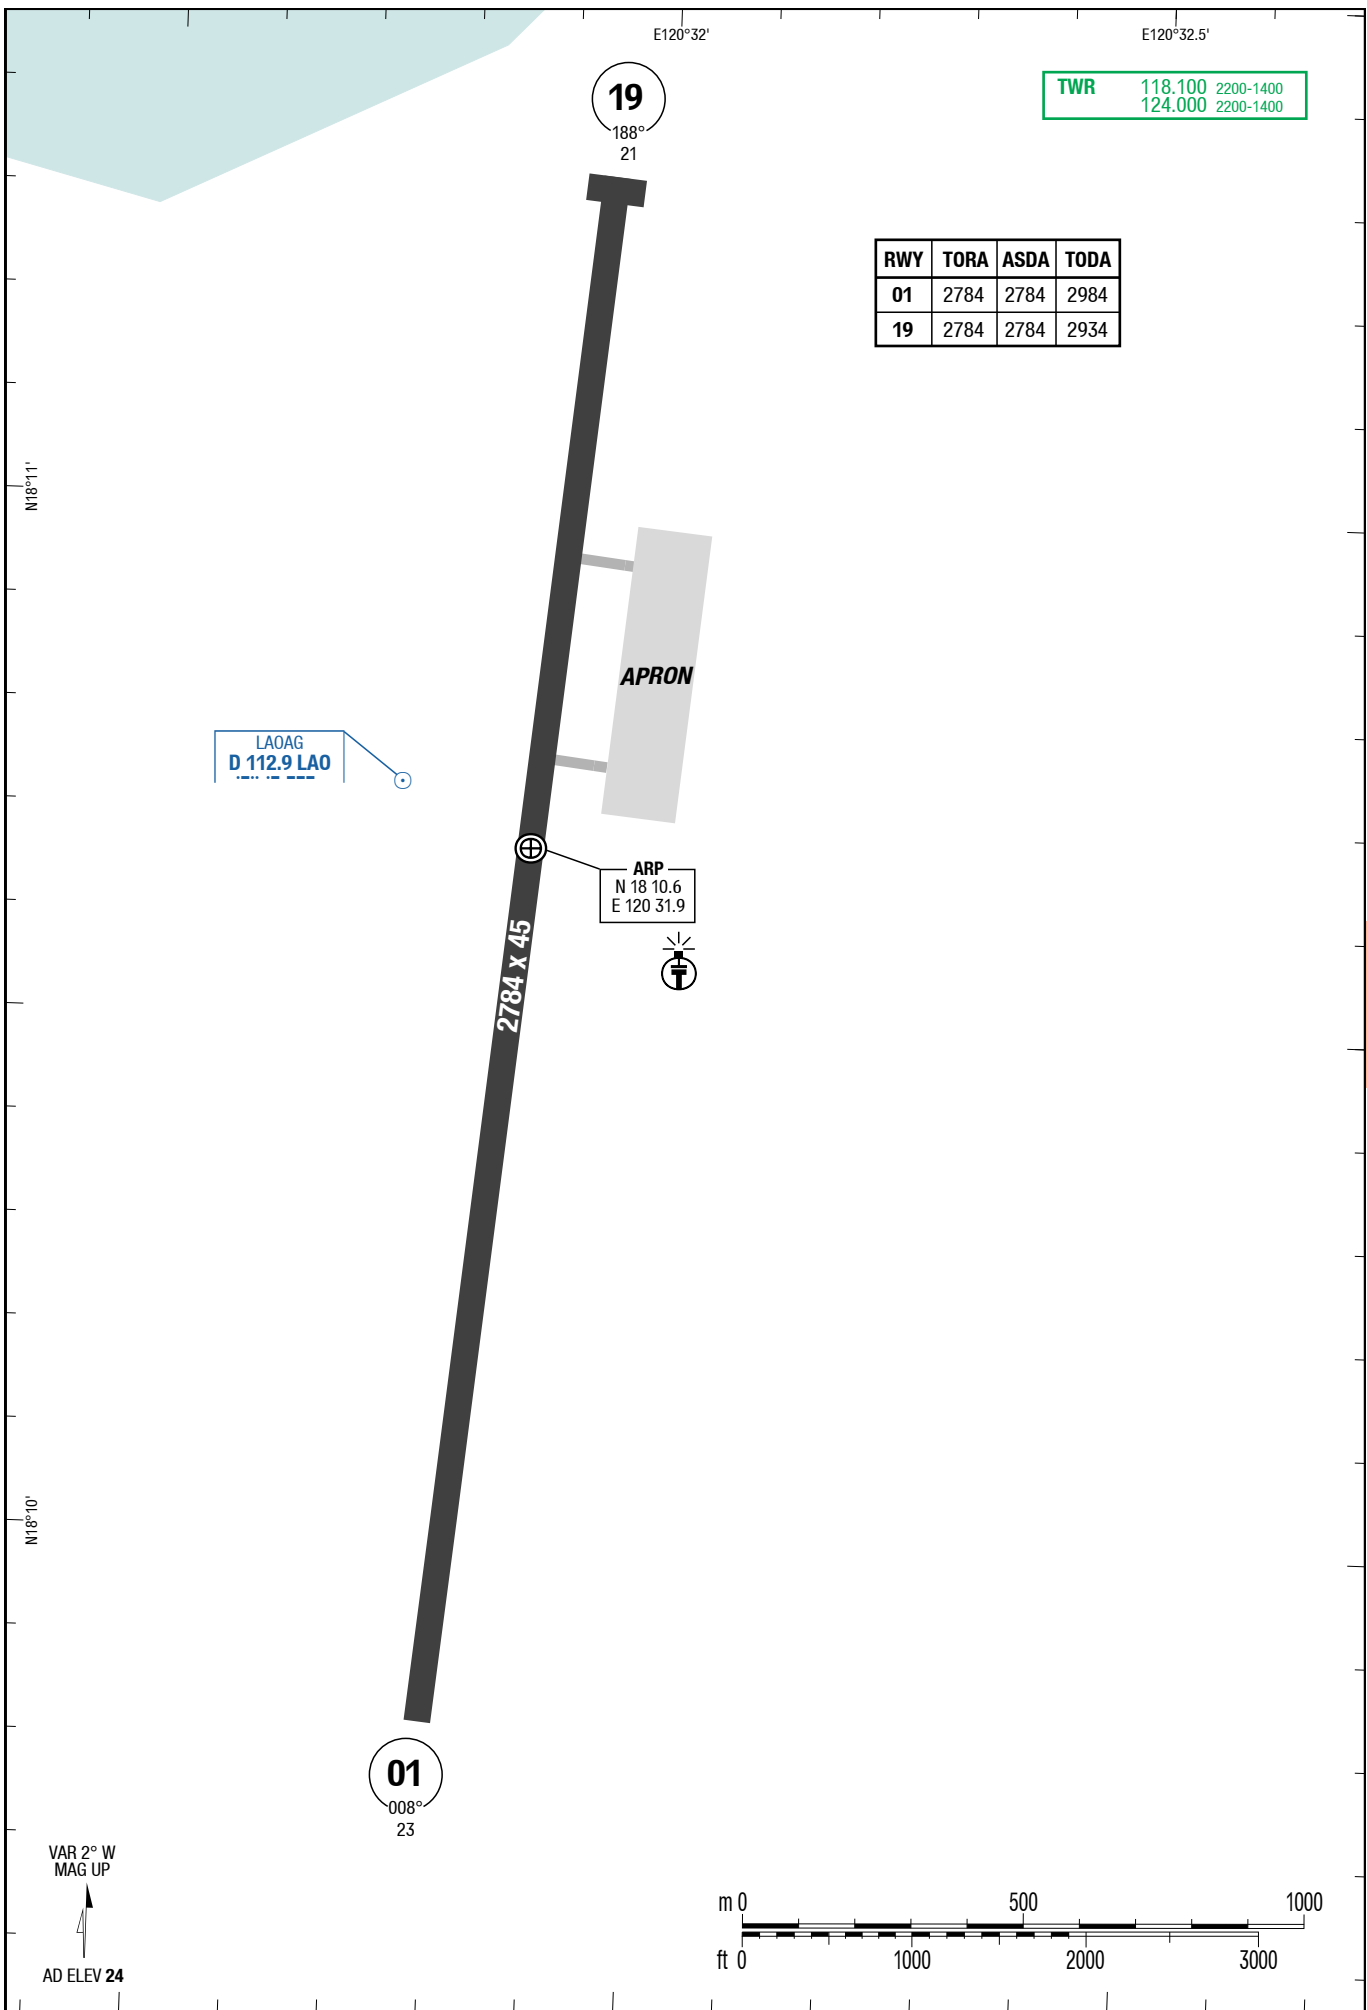 E120°32' E120°32.5'
TWR 118.100 2200-1400
124.000 2200-1400
19
188°
21
RWY TORA ASDA TODA
01 2784 2784 2984
19 2784 2784 2934
N18°11'
APRON
LAOAG
D 112.9 LAO
ARP
N 18 10.6
E 120 31.9
2784 x 45
N18°10'
01
008°
23
VAR 2° W
MAG UP
AD ELEV 24
m 0 500 1000
ft 0 1000 2000 3000